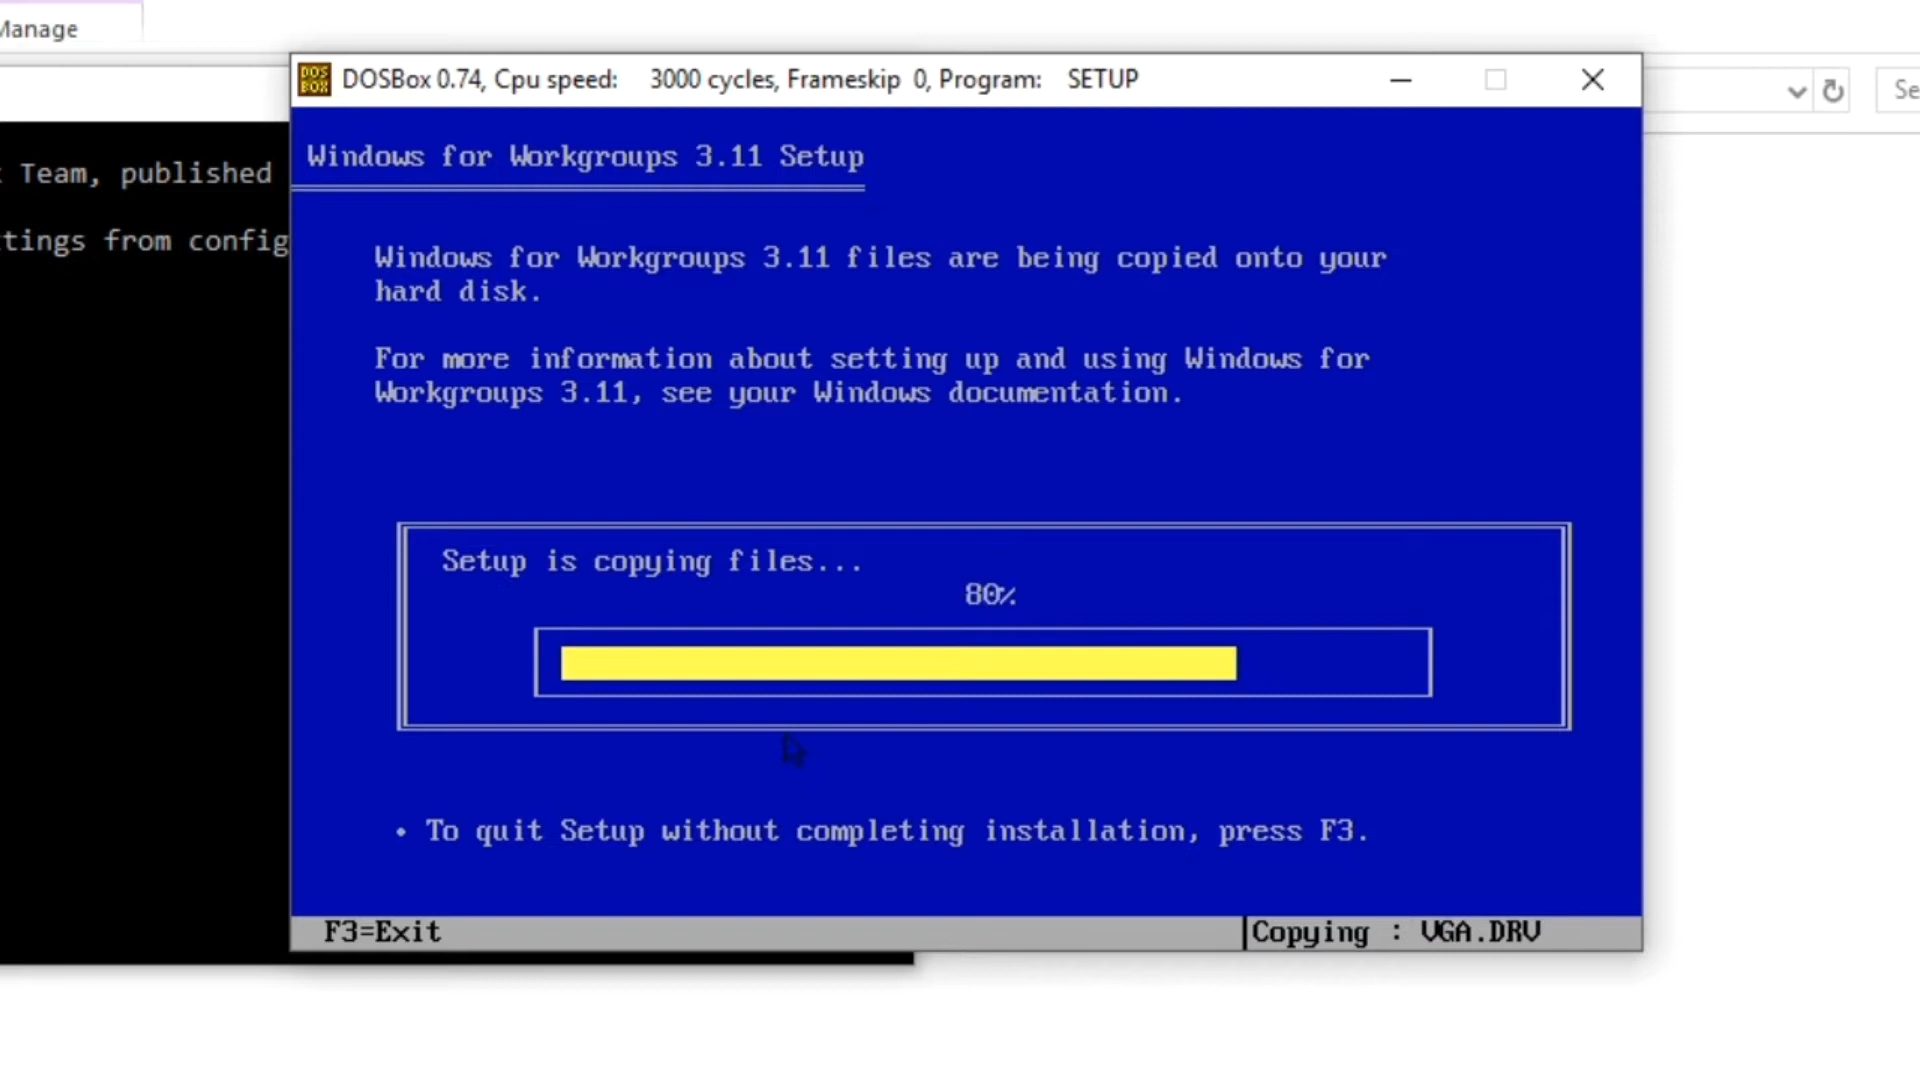 Manage
DOSBox 0.74, Cpu speed: 3000 cycles, Frameskip 0, Program: SETUP
Se
Team, published
tings from config
Windows for Workgroups 3.11 Setup
Windows for Workgroups 3.11 files are being copied onto your
hard disk.
For more information about setting up and using Windows for
Workgroups 3.11, see your Windows documentation.
Setup is copying files...
80%
• To quit Setup without completing installation, press F3.
F3=Exit
Copying : VGA.DRV